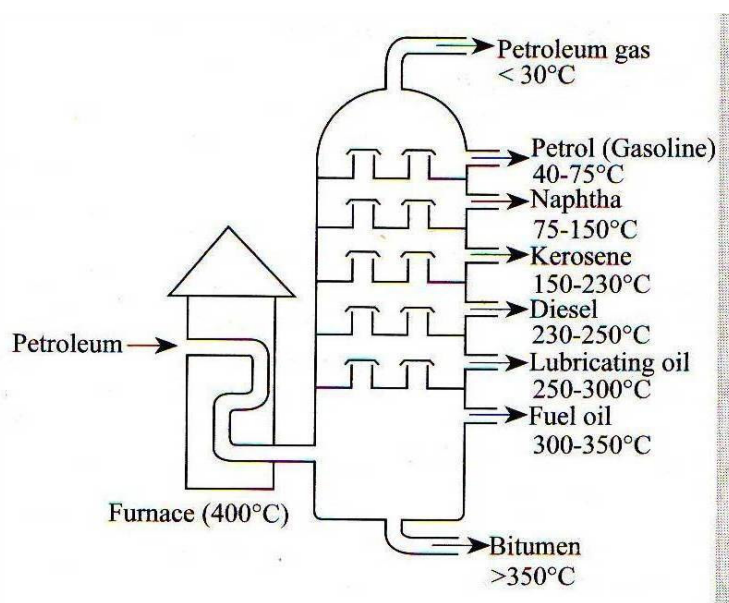 Petroleum gas
< 30°C
Petrol (Gasoline)
40-75°C
Naphtha
75-150°C
Kerosene
150-230°C
Diesel
230-250°C
Petroleum
Lubricating oil
250-300°C
Fuel oil
300-350°C
Furnace (400°C)
Bitumen
>350°C